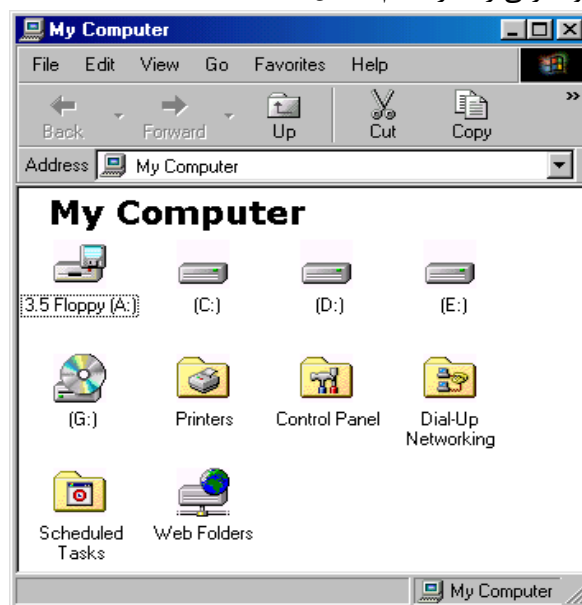 My Computer
File Edit View Go Favorites Help
Back Forward Up Cut Copy »
Address My Computer
My Computer
3.5 Floppy (A:) (C:) (D:) (E:)
(G:) Printers Control Panel Dial-Up Networking
Scheduled Tasks Web Folders
My Computer